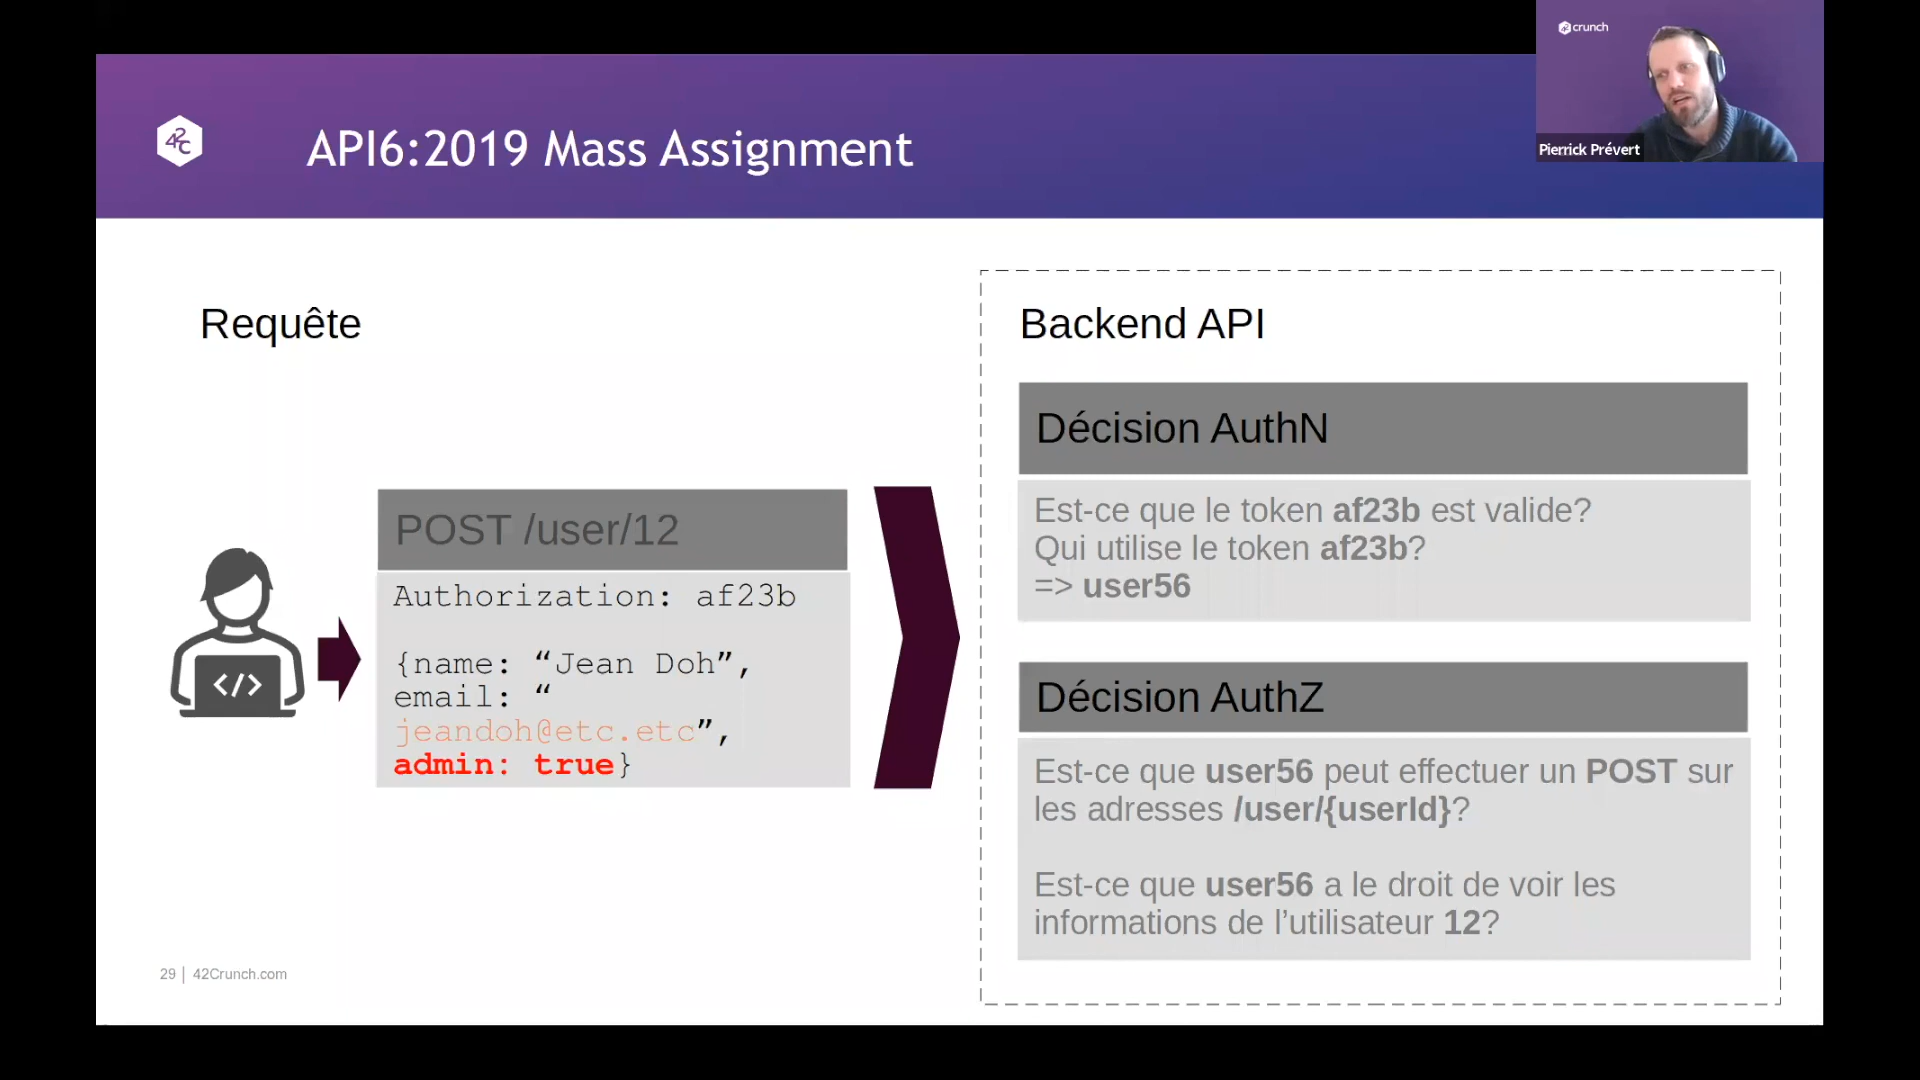 crunch
Pierrick Prévert
42c
API6:2019 Mass Assignment
Requête
POST /user/12
Authorization: af23b
{name: “Jean Doh”,
email: “
jeandoh@etc.etc”,
admin: true}
</>
Backend API
Décision AuthN
Est-ce que le token af23b est valide?
Qui utilise le token af23b?
=> user56
Décision AuthZ
Est-ce que user56 peut effectuer un POST sur
les adresses /user/{userId}?
Est-ce que user56 a le droit de voir les
informations de l’utilisateur 12?
29 | 42Crunch.com